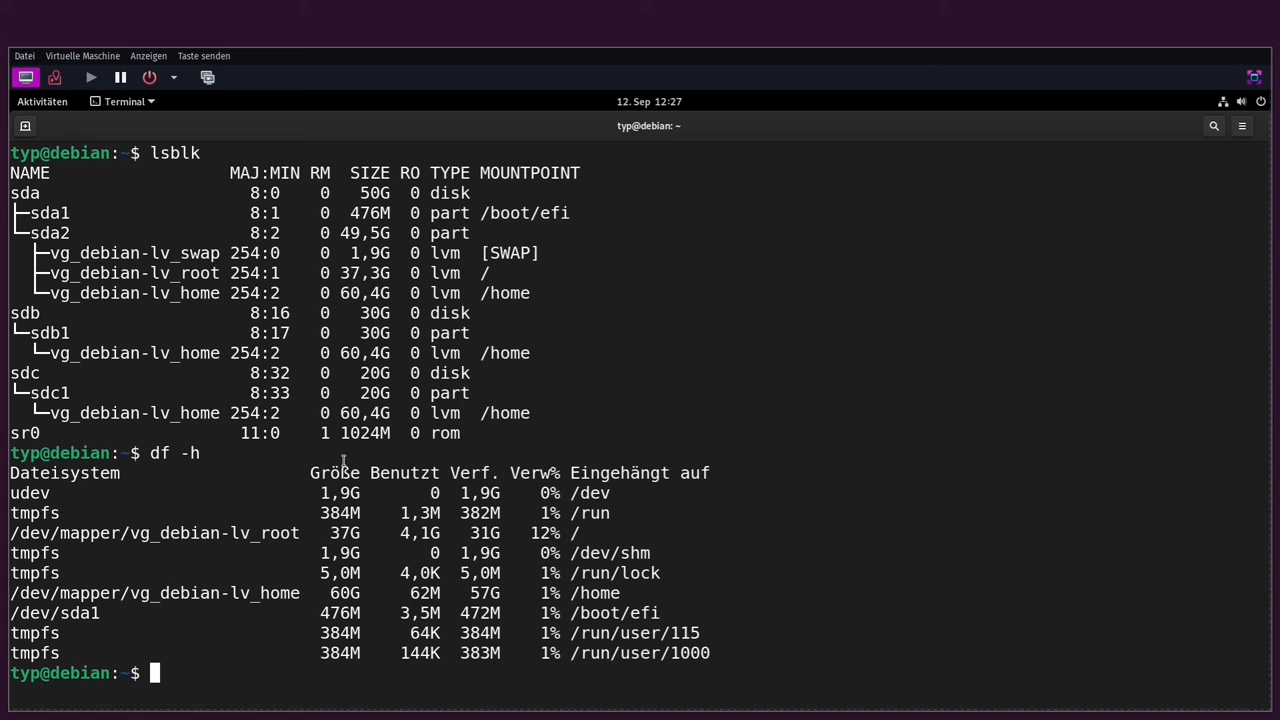 Datei Virtuelle Maschine Anzeigen Taste senden
Aktivitäten Terminal 12. Sep 12:27
typ@debian: ~
typ@debian:~$ lsblk
NAME MAJ:MIN RM SIZE RO TYPE MOUNTPOINT
sda 8:0 0 50G 0 disk
├─sda1 8:1 0 476M 0 part /boot/efi
└─sda2 8:2 0 49,5G 0 part
├─vg_debian-lv_swap 254:0 0 1,9G 0 lvm [SWAP]
├─vg_debian-lv_root 254:1 0 37,3G 0 lvm /
└─vg_debian-lv_home 254:2 0 60,4G 0 lvm /home
sdb 8:16 0 30G 0 disk
└─sdb1 8:17 0 30G 0 part
└─vg_debian-lv_home 254:2 0 60,4G 0 lvm /home
sdc 8:32 0 20G 0 disk
└─sdc1 8:33 0 20G 0 part
└─vg_debian-lv_home 254:2 0 60,4G 0 lvm /home
sr0 11:0 1 1024M 0 rom
typ@debian:~$ df -h
Dateisystem Größe Benutzt Verf. Verw% Eingehängt auf
udev 1,9G 0 1,9G 0% /dev
tmpfs 384M 1,3M 382M 1% /run
/dev/mapper/vg_debian-lv_root 37G 4,1G 31G 12% /
tmpfs 1,9G 0 1,9G 0% /dev/shm
tmpfs 5,0M 4,0K 5,0M 1% /run/lock
/dev/mapper/vg_debian-lv_home 60G 62M 57G 1% /home
/dev/sda1 476M 3,5M 472M 1% /boot/efi
tmpfs 384M 64K 384M 1% /run/user/115
tmpfs 384M 144K 383M 1% /run/user/1000
typ@debian:~$